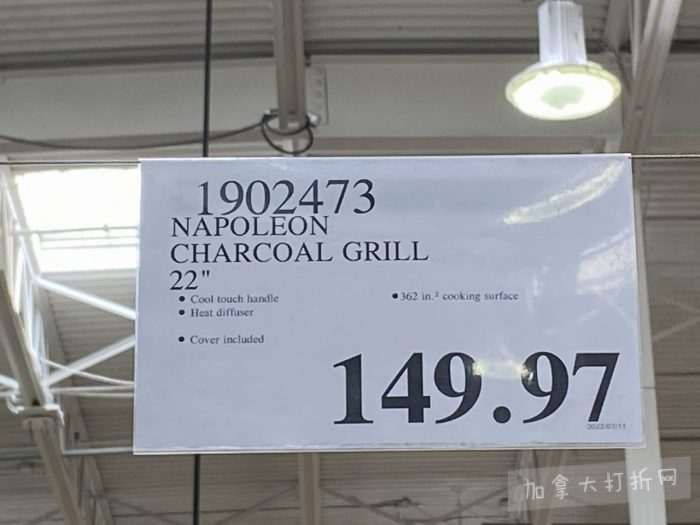 1902473
NAPOLEON
CHARCOAL GRILL
22"
• Cool touch handle
• Heat diffuser
• Cover included
• 362 in.² cooking surface
149.97
2022/07/11
加拿大打折网